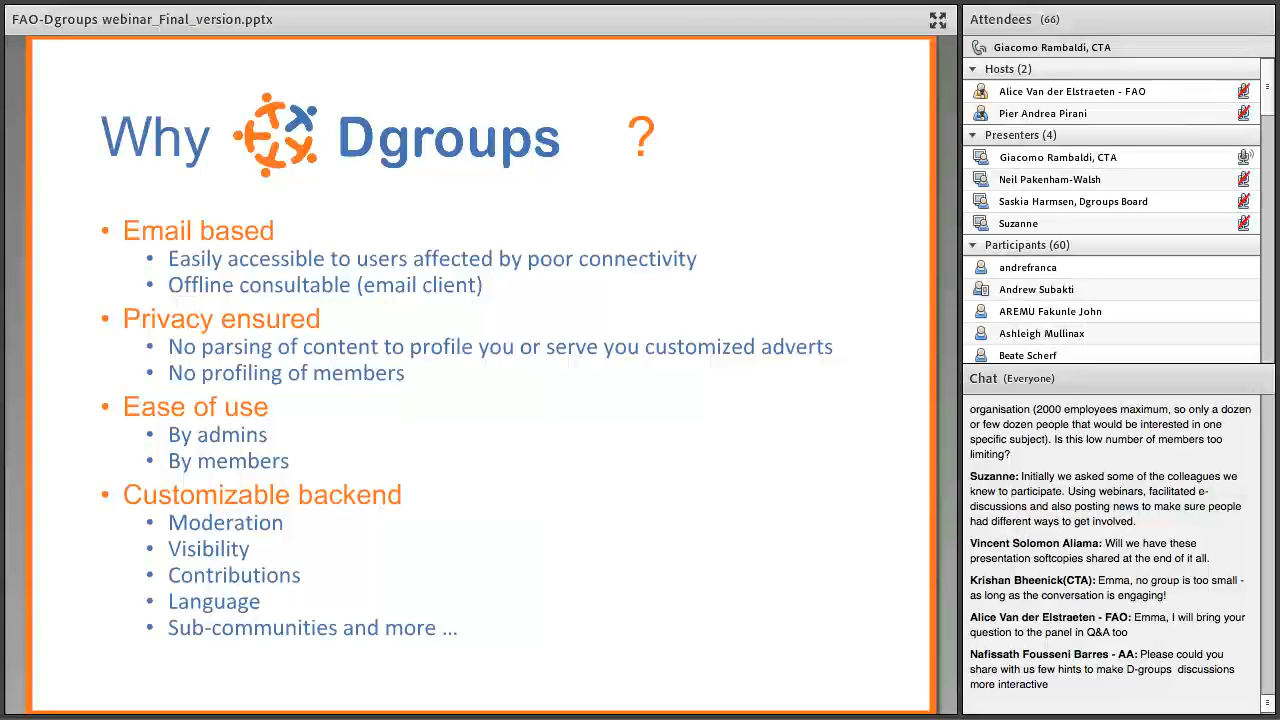 FAO-Dgroups webinar_Final_version.pptx
Why Dgroups ?
• Email based
• Easily accessible to users affected by poor connectivity
• Offline consultable (email client)
• Privacy ensured
• No parsing of content to profile you or serve you customized adverts
• No profiling of members
• Ease of use
• By admins
• By members
• Customizable backend
• Moderation
• Visibility
• Contributions
• Language
• Sub-communities and more ...
Attendees (66)
Giacomo Rambaldi, CTA
Hosts (2)
Alice Van der Elstraeten - FAO
Pier Andrea Pirani
Presenters (4)
Giacomo Rambaldi, CTA
Neil Pakenham-Walsh
Saskia Harmsen, Dgroups Board
Suzanne
Participants (60)
andrefranca
Andrew Subakti
AREMU Fakunle John
Ashleigh Mullinax
Beate Scherf
Chat (Everyone)
organisation (2000 employees maximum, so only a dozen
or few dozen people that would be interested in one
specific subject). Is this low number of members too
limiting?
Suzanne: Initially we asked some of the colleagues we
knew to participate. Using webinars, facilitated e-
discussions and also posting news to make sure people
had different ways to get involved.
Vincent Solomon Aliama: Will we have these
presentation softcopies shared at the end of it all.
Krishan Bheenick(CTA): Emma, no group is too small -
as long as the conversation is engaging!
Alice Van der Elstraeten - FAO: Emma, I will bring your
question to the panel in Q&A too
Nafissath Fousseni Barres - AA: Please could you
share with us few hints to make D-groups discussions
more interactive